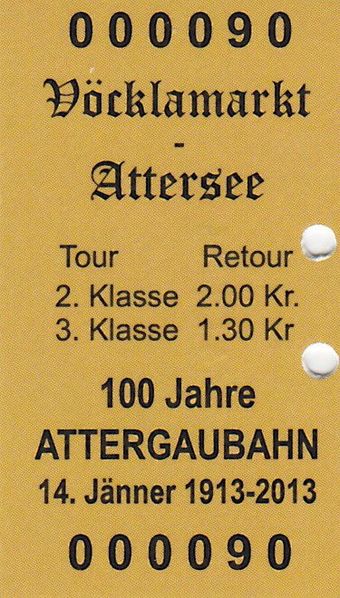 000090
Vöcklamarkt
-
Attersee
Tour Retour
2. Klasse 2.00 Kr.
3. Klasse 1.30 Kr
100 Jahre
ATTERGAUBAHN
14. Jänner 1913-2013
000090